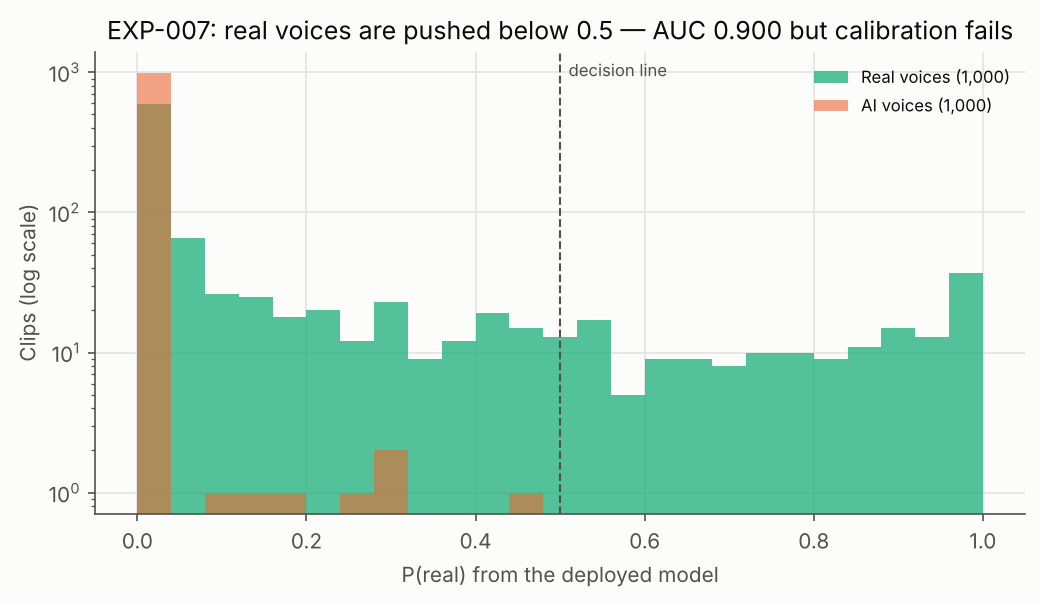 EXP-007: real voices are pushed below 0.5 — AUC 0.900 but calibration fails
decision line
Real voices (1,000)
AI voices (1,000)
Clips (log scale)
10³
10²
10¹
10⁰
0.0 0.2 0.4 0.6 0.8 1.0
P(real) from the deployed model